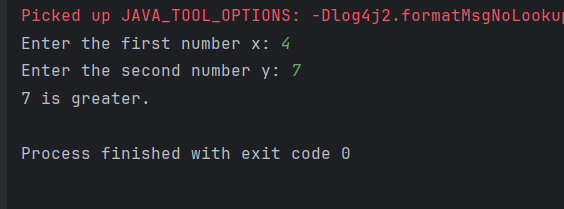 Picked up JAVA_TOOL_OPTIONS: -Dlog4j2.formatMsgNoLooku
Enter the first number x: 4
Enter the second number y: 7
7 is greater.
Process finished with exit code 0